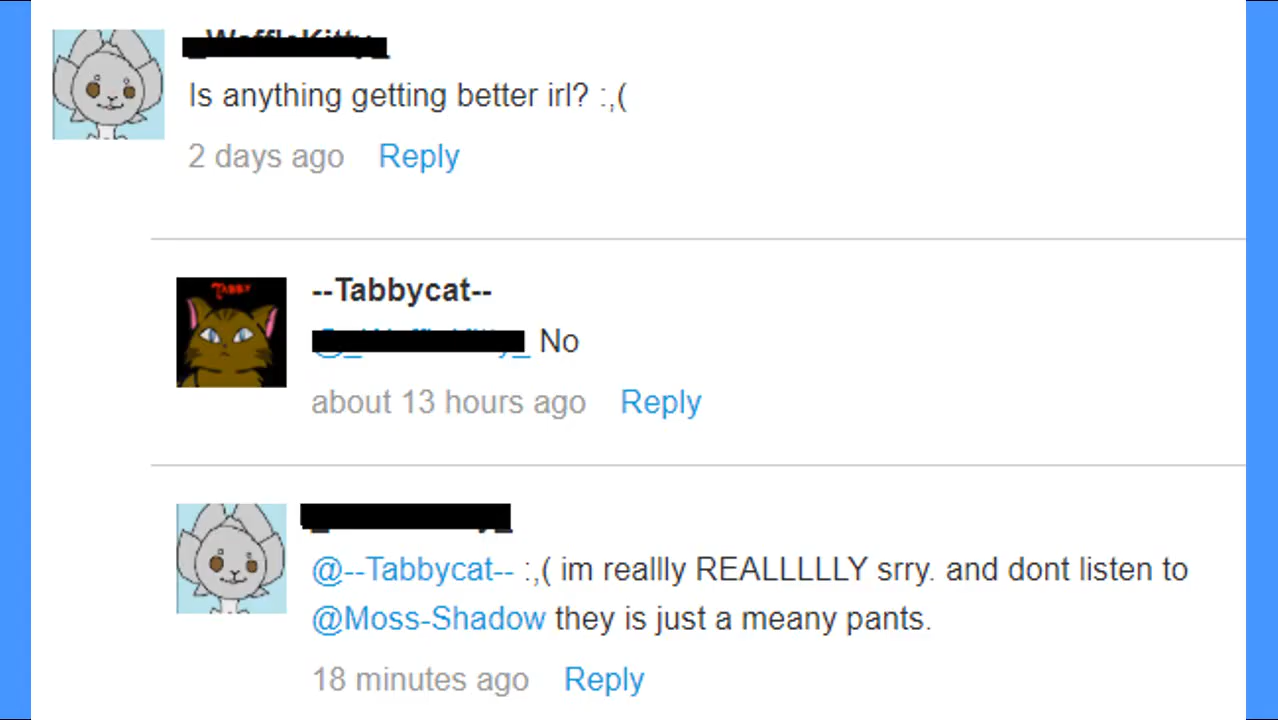 Is anything getting better irl? :,(
2 days ago Reply
TABBY
--Tabbycat--
No
about 13 hours ago Reply
@--Tabbycat-- :,( im reallly REALLLLLY srry. and dont listen to
@Moss-Shadow they is just a meany pants.
18 minutes ago Reply